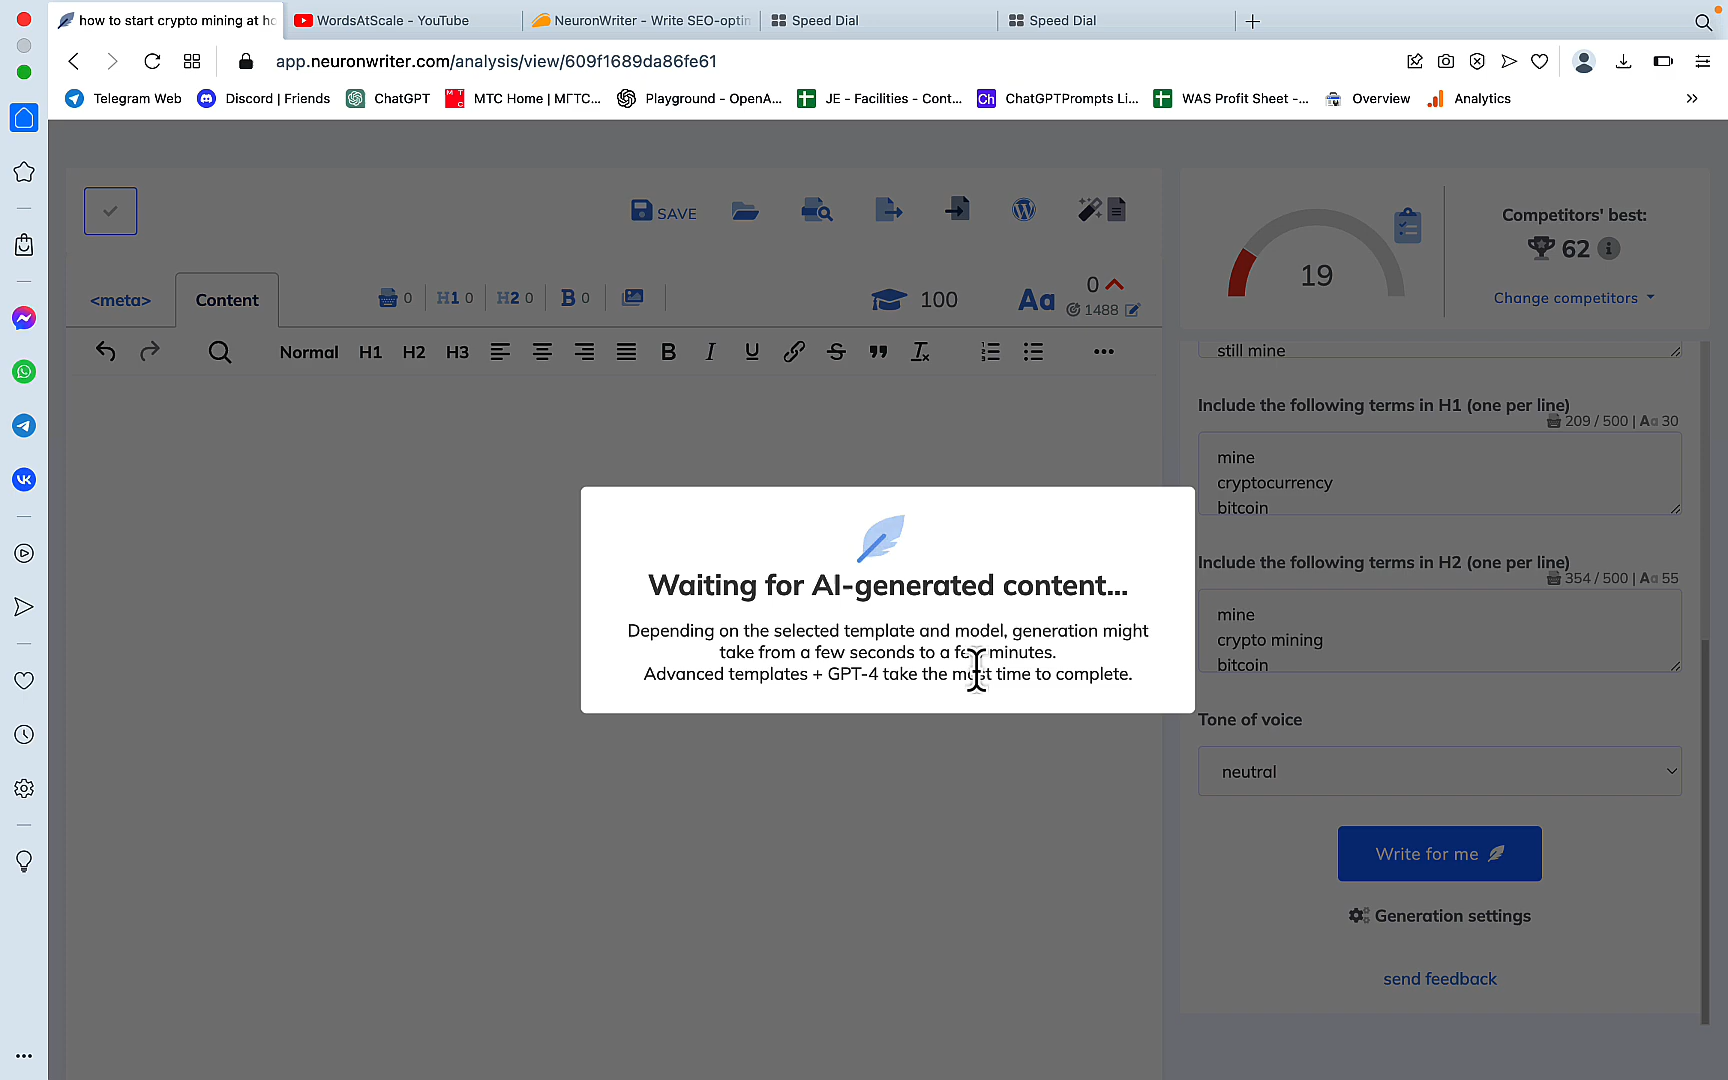 how to start crypto mining at ho
WordsAtScale - YouTube
NeuronWriter - Write SEO-optim
Speed Dial
Speed Dial
app.neuronwriter.com/analysis/view/609f1689da86fe61
Telegram Web
Discord | Friends
ChatGPT
MTC Home | МГТС...
Playground - OpenA...
JE - Facilities - Cont...
Ch
ChatGPTPrompts Li...
WAS Profit Sheet -...
Overview
Analytics
SAVE
19
Competitors' best:
62
Change competitors
<meta>
Content
0
H1 0
H2 0
B 0
100
Aa
0
1488
Normal
H1
H2
H3
B
I
U
S
still mine
Include the following terms in H1 (one per line)
209 / 500 | Aa 30
mine
cryptocurrency
bitcoin
Include the following terms in H2 (one per line)
354 / 500 | Aa 55
mine
crypto mining
bitcoin
Waiting for AI-generated content...
Depending on the selected template and model, generation might
take from a few seconds to a few minutes.
Advanced templates + GPT-4 take the most time to complete.
Tone of voice
neutral
Write for me
Generation settings
send feedback